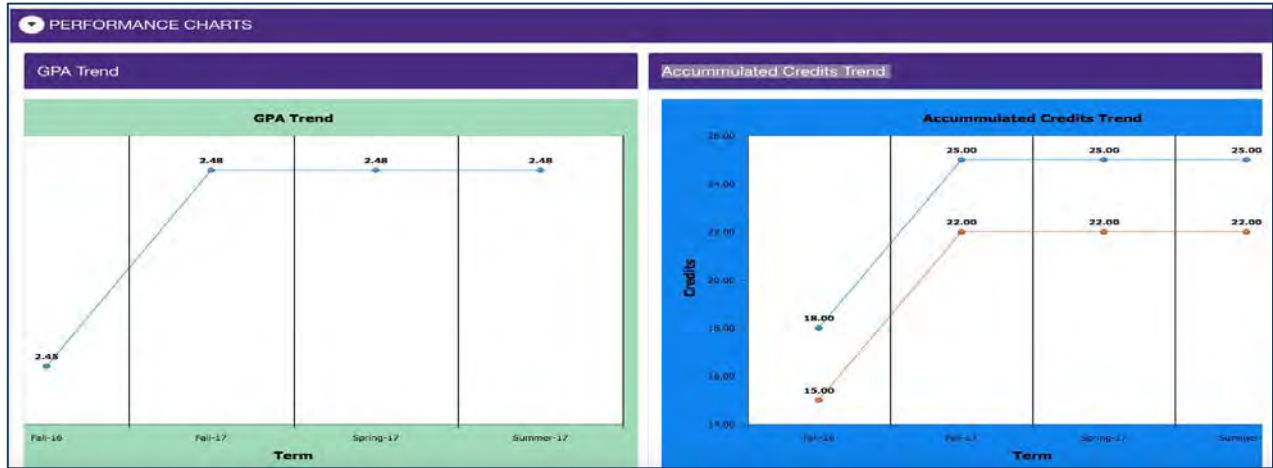 PERFORMANCE CHARTS
GPA Trend
GPA Trend
2.48 2.48 2.48
2.45
Fall-16 Fall-17 Spring-17 Summer-17
Term
Accummulated Credits Trend
Accummulated Credits Trend
26.00
25.00 25.00 25.00
24.00
22.00 22.00 22.00
22.00
Credits
20.00
18.00
18.00
16.00
15.00
14.00
Fall-16 Fall-17 Spring-17 Summer-
Term